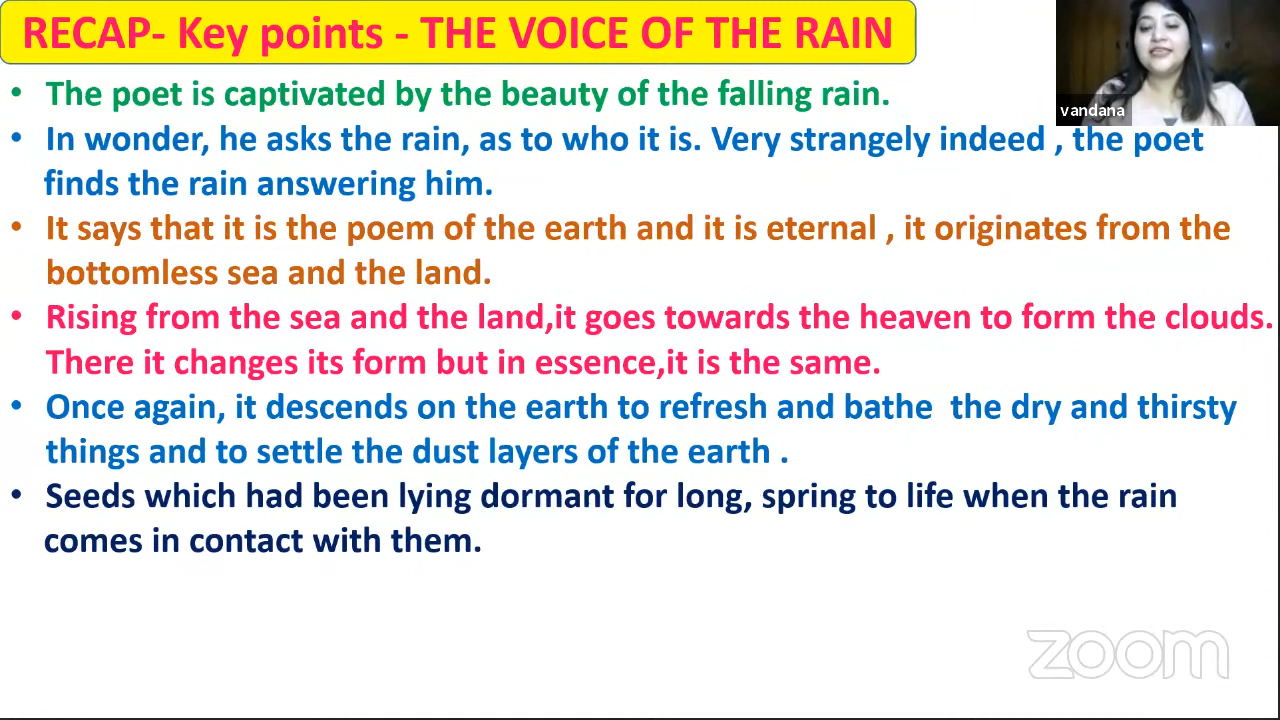 RECAP- Key points - THE VOICE OF THE RAIN
vandana
• The poet is captivated by the beauty of the falling rain.
• In wonder, he asks the rain, as to who it is. Very strangely indeed , the poet
finds the rain answering him.
• It says that it is the poem of the earth and it is eternal , it originates from the
bottomless sea and the land.
• Rising from the sea and the land,it goes towards the heaven to form the clouds.
There it changes its form but in essence,it is the same.
• Once again, it descends on the earth to refresh and bathe  the dry and thirsty
things and to settle the dust layers of the earth .
• Seeds which had been lying dormant for long, spring to life when the rain
comes in contact with them.
zoom